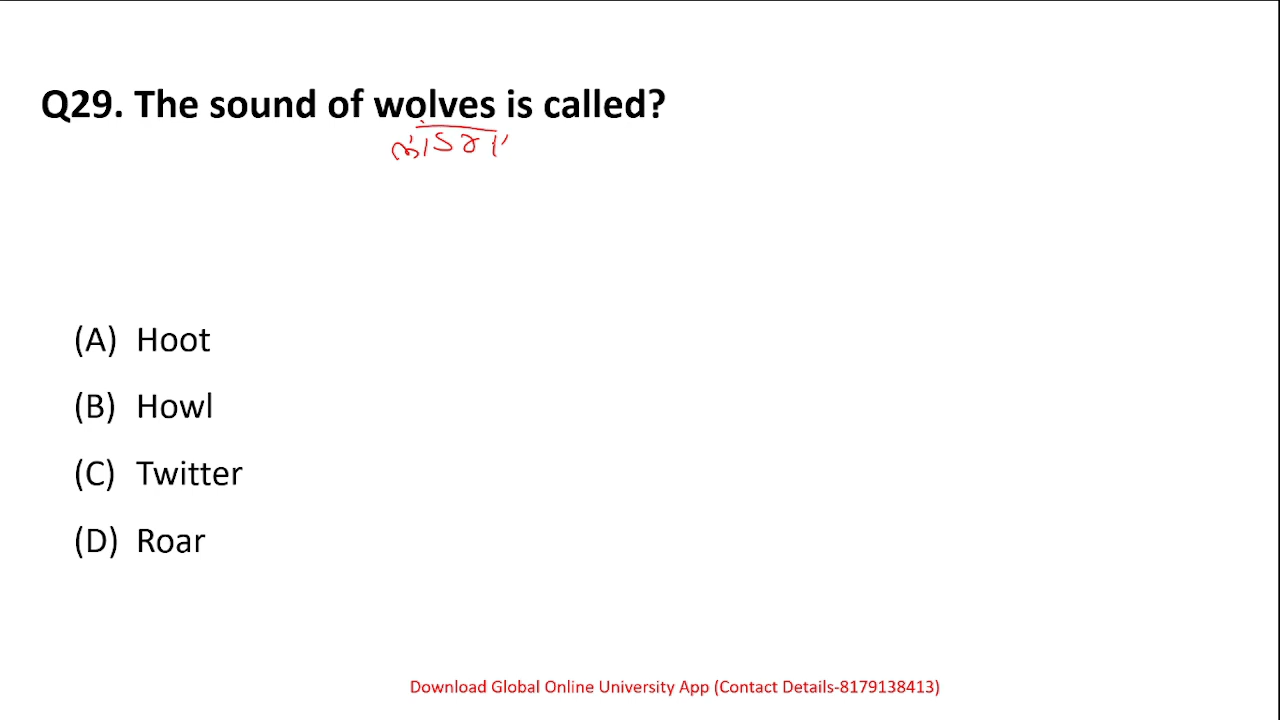 Q29. The sound of wolves is called?
(A) Hoot
(B) Howl
(C) Twitter
(D) Roar
Download Global Online University App (Contact Details-8179138413)